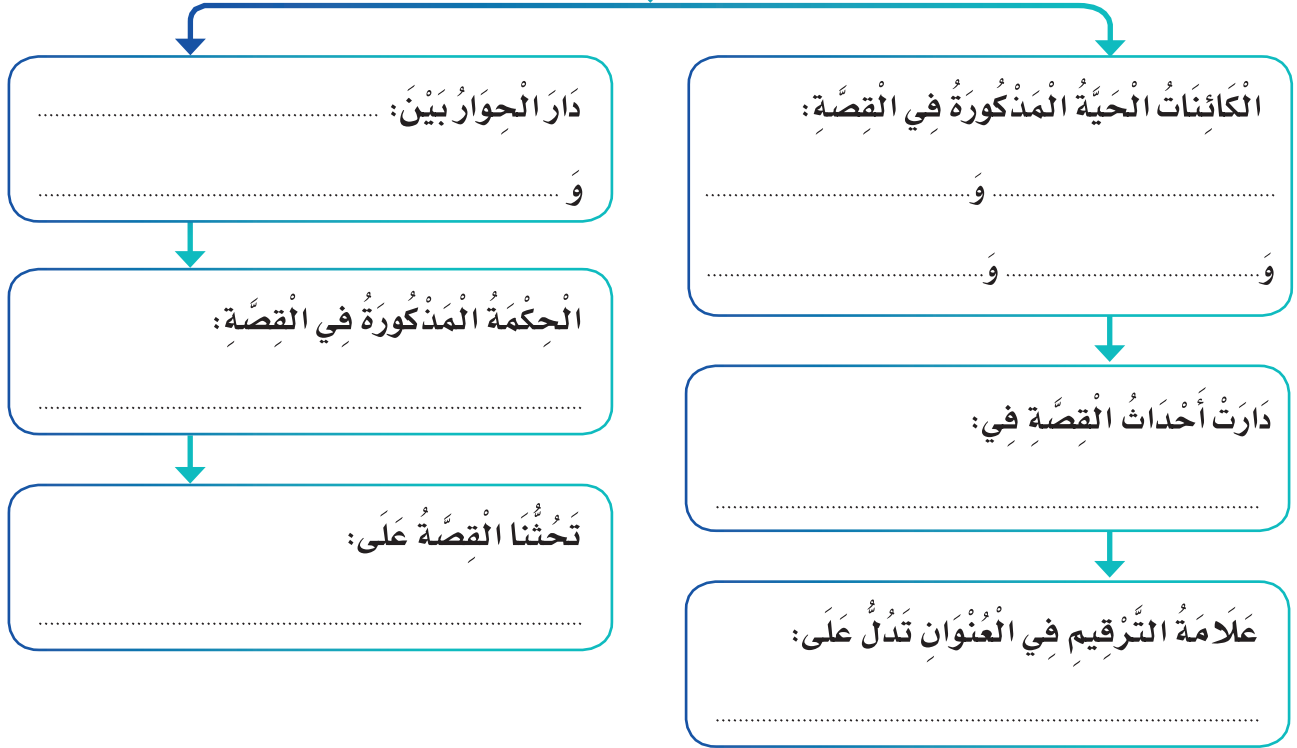 الْكَائِنَاتُ الْحَيَّةُ الْمَذْكُورَةُ فِي الْقِصَّةِ:
........................ وَ ........................
وَ ........................ وَ ........................
دَارَتْ أَحْدَاثُ الْقِصَّةِ فِي:
................................................
عَلَامَةُ التَّرْقِيمِ فِي الْعُنْوَانِ تَدُلُّ عَلَى:
................................................
دَارَ الْحِوَارُ بَيْنَ: ................................
وَ ................................................
الْحِكْمَةُ الْمَذْكُورَةُ فِي الْقِصَّةِ:
................................................
تَحُثُّنَا الْقِصَّةُ عَلَى:
................................................